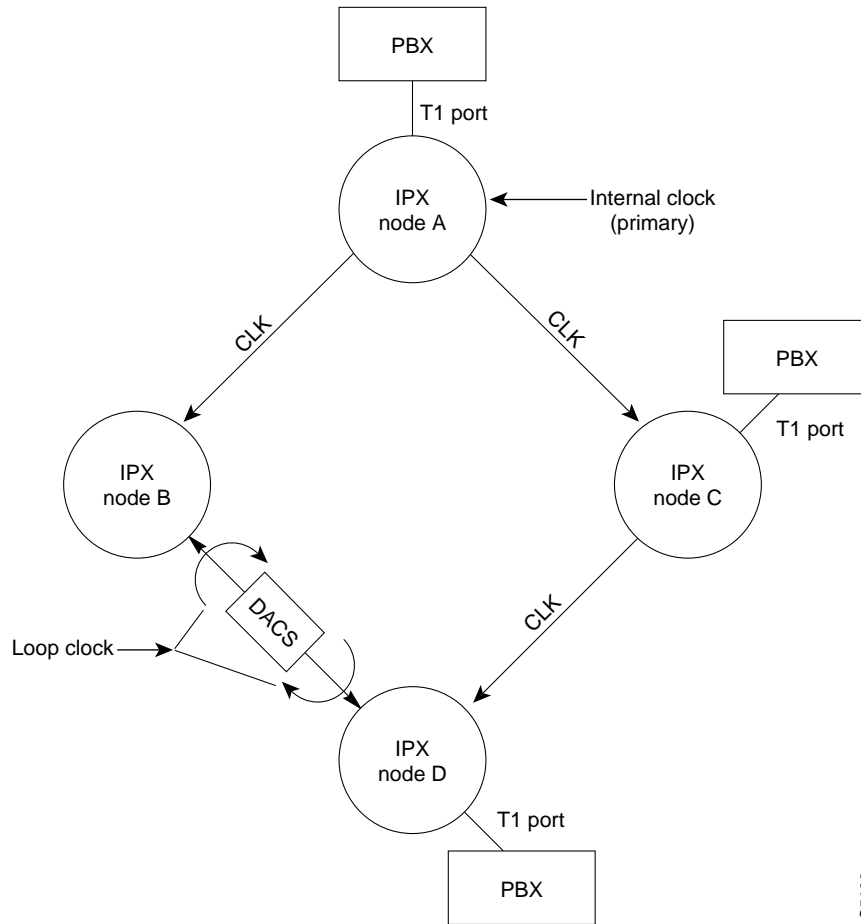 PBX
T1 port
IPX
node A
Internal clock
(primary)
CLK
CLK
PBX
T1 port
IPX
node B
IPX
node C
DACS
CLK
Loop clock
IPX
node D
T1 port
PBX